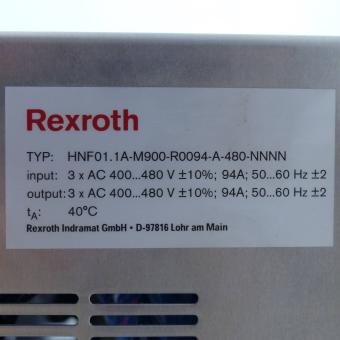 Rexroth
TYP: HNF01.1A-M900-R0094-A-480-NNNN
input: 3 x AC 400...480 V ±10%; 94A; 50...60 Hz ±2
output: 3 x AC 400...480 V ±10%; 94A; 50...60 Hz ±2
tA: 40°C
Rexroth Indramat GmbH • D-97816 Lohr am Main